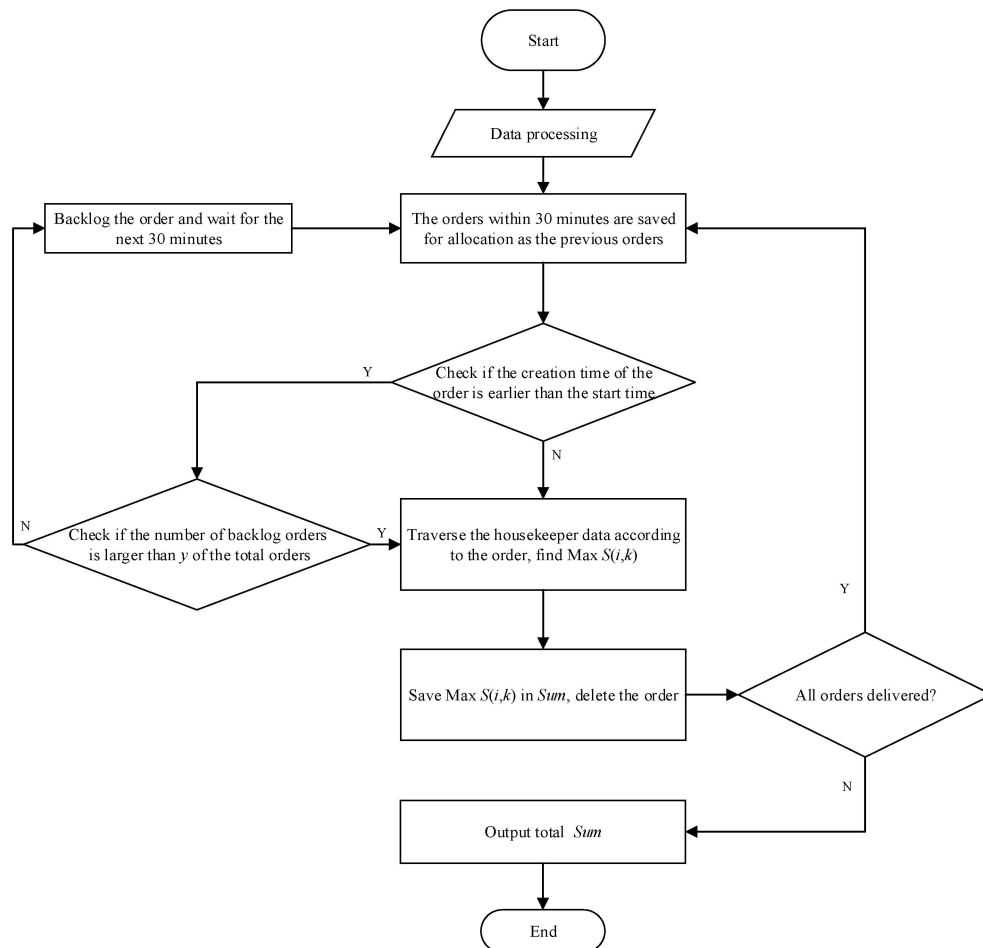 Start
Data processing
Backlog the order and wait for the
next 30 minutes
The orders within 30 minutes are saved
for allocation as the previous orders
Check if the creation time of the
order is earlier than the start time
Y
N
Check if the number of backlog orders
is larger than y of the total orders
N
Y
Traverse the housekeeper data according
to the order, find Max S(i,k)
Save Max S(i,k) in Sum, delete the order
All orders delivered?
Y
N
Output total Sum
End